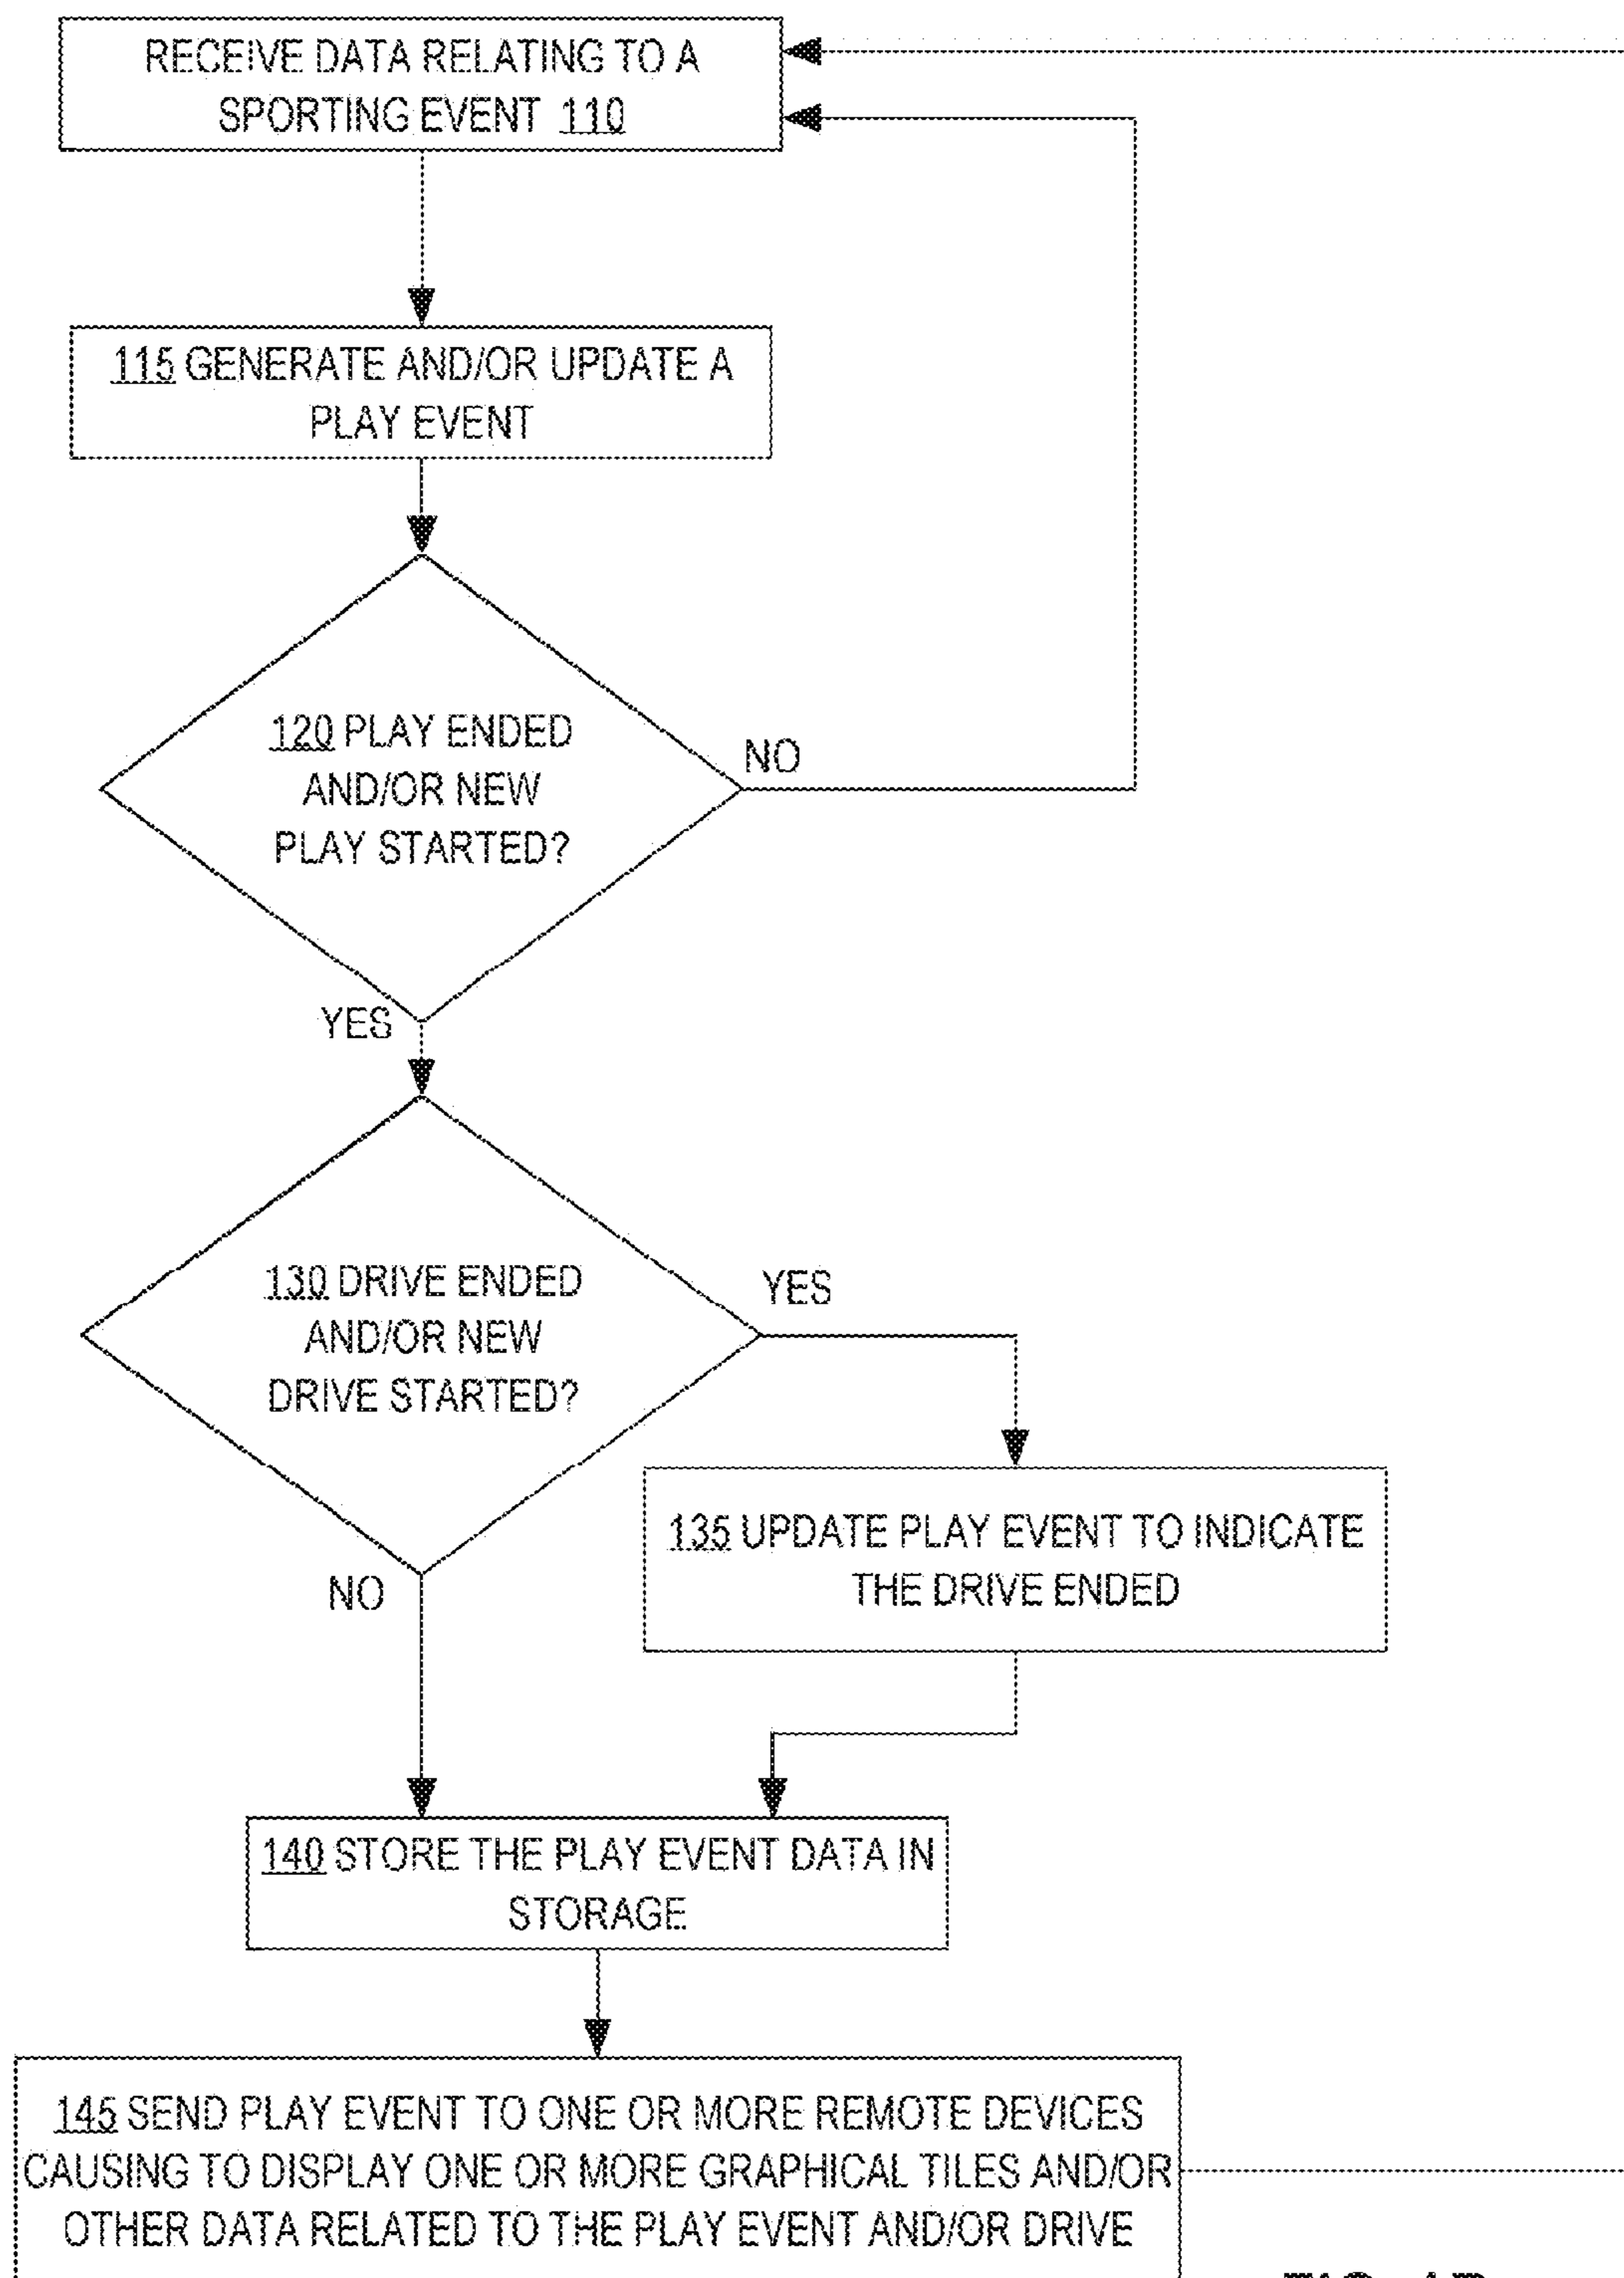 RECEIVE DATA RELATING TO A
SPORTING EVENT 110
115 GENERATE AND/OR UPDATE A
PLAY EVENT
120 PLAY ENDED
AND/OR NEW
PLAY STARTED?
NO
YES
130 DRIVE ENDED
AND/OR NEW
DRIVE STARTED?
YES
135 UPDATE PLAY EVENT TO INDICATE
THE DRIVE ENDED
NO
140 STORE THE PLAY EVENT DATA IN
STORAGE
145 SEND PLAY EVENT TO ONE OR MORE REMOTE DEVICES
CAUSING TO DISPLAY ONE OR MORE GRAPHICAL TILES AND/OR
OTHER DATA RELATED TO THE PLAY EVENT AND/OR DRIVE